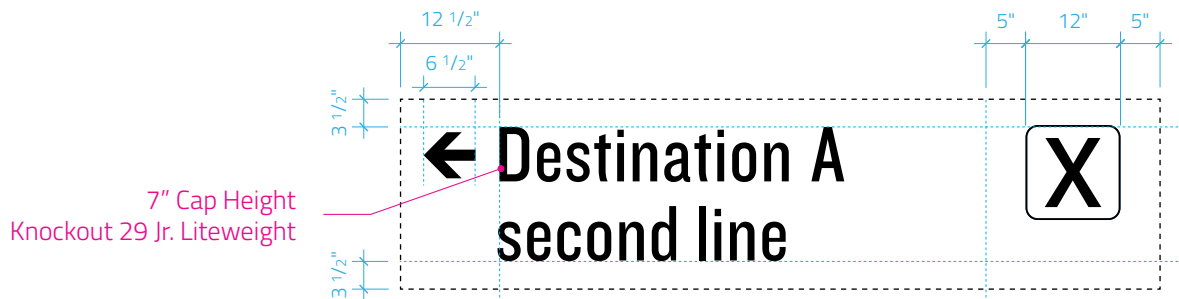 12 1/2" 5" 12" 5"
6 1/2"
3 1/2"
← Destination A X
7” Cap Height
Knockout 29 Jr. Liteweight
second line
3 1/2"